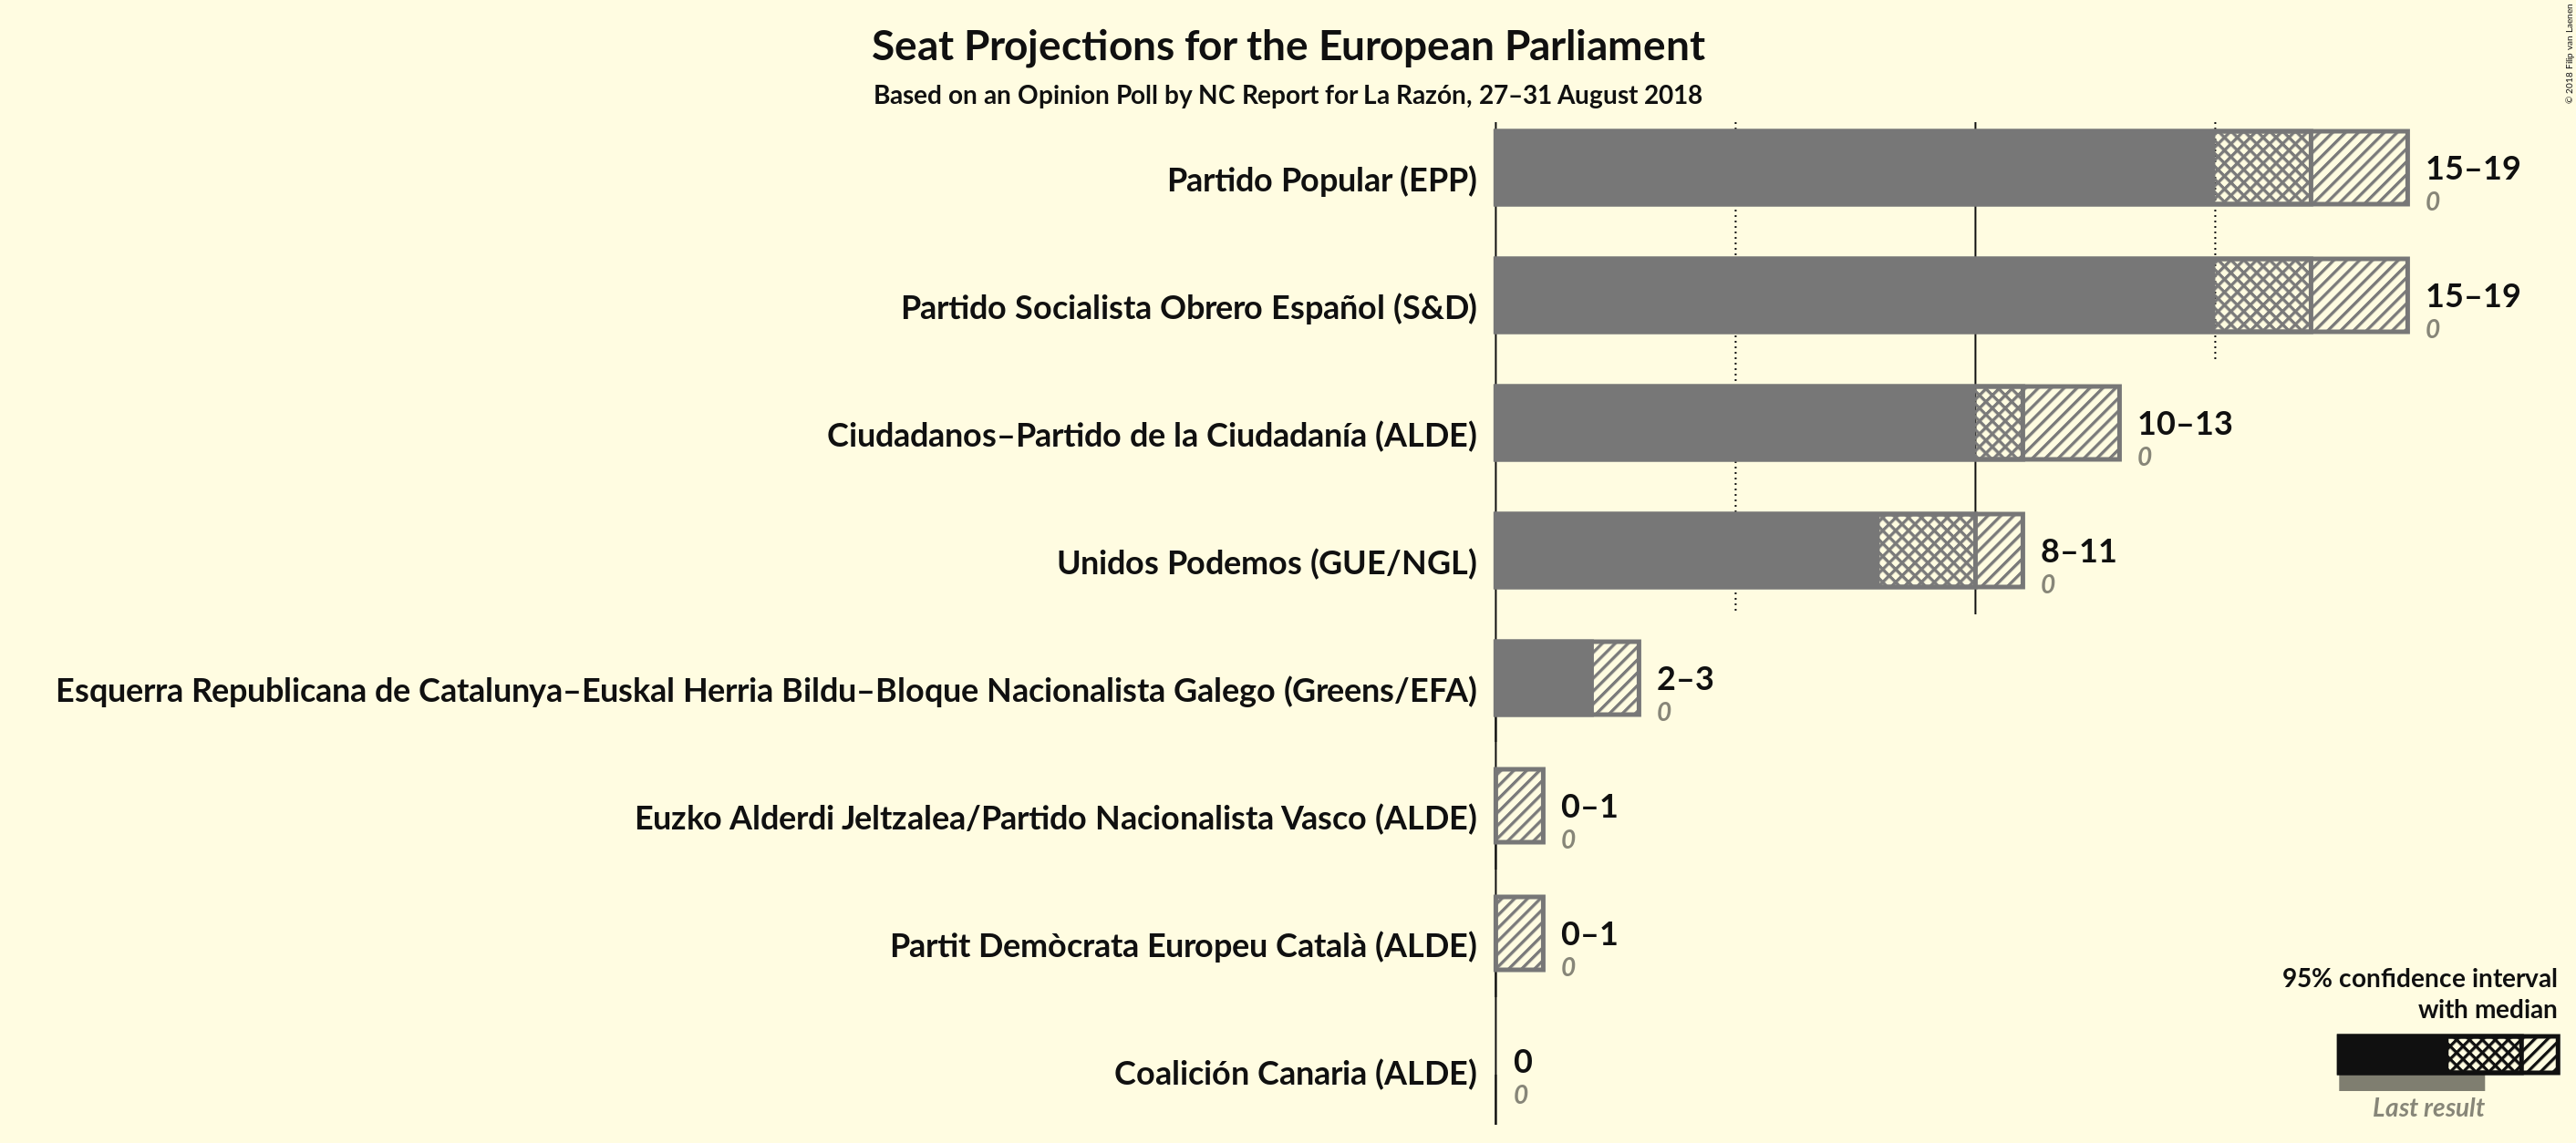 Seat Projections for the European Parliament
Based on an Opinion Poll by NC Report for La Razón, 27–31 August 2018
© 2018 Filip van Laenen
Partido Popular (EPP)
15–19
0
Partido Socialista Obrero Español (S&D)
15–19
0
Ciudadanos–Partido de la Ciudadanía (ALDE)
10–13
0
Unidos Podemos (GUE/NGL)
8–11
0
Esquerra Republicana de Catalunya–Euskal Herria Bildu–Bloque Nacionalista Galego (Greens/EFA)
2–3
0
Euzko Alderdi Jeltzalea/Partido Nacionalista Vasco (ALDE)
0–1
0
Partit Demòcrata Europeu Català (ALDE)
0–1
0
Coalición Canaria (ALDE)
0
0
95% confidence interval
with median
Last result